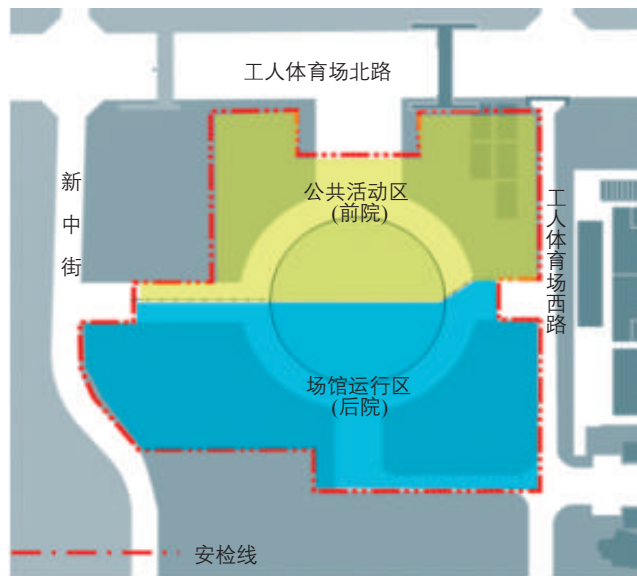 工人体育场北路
新中街
公共活动区
(前院)
工人体育场西路
场馆运行区
(后院)
安检线